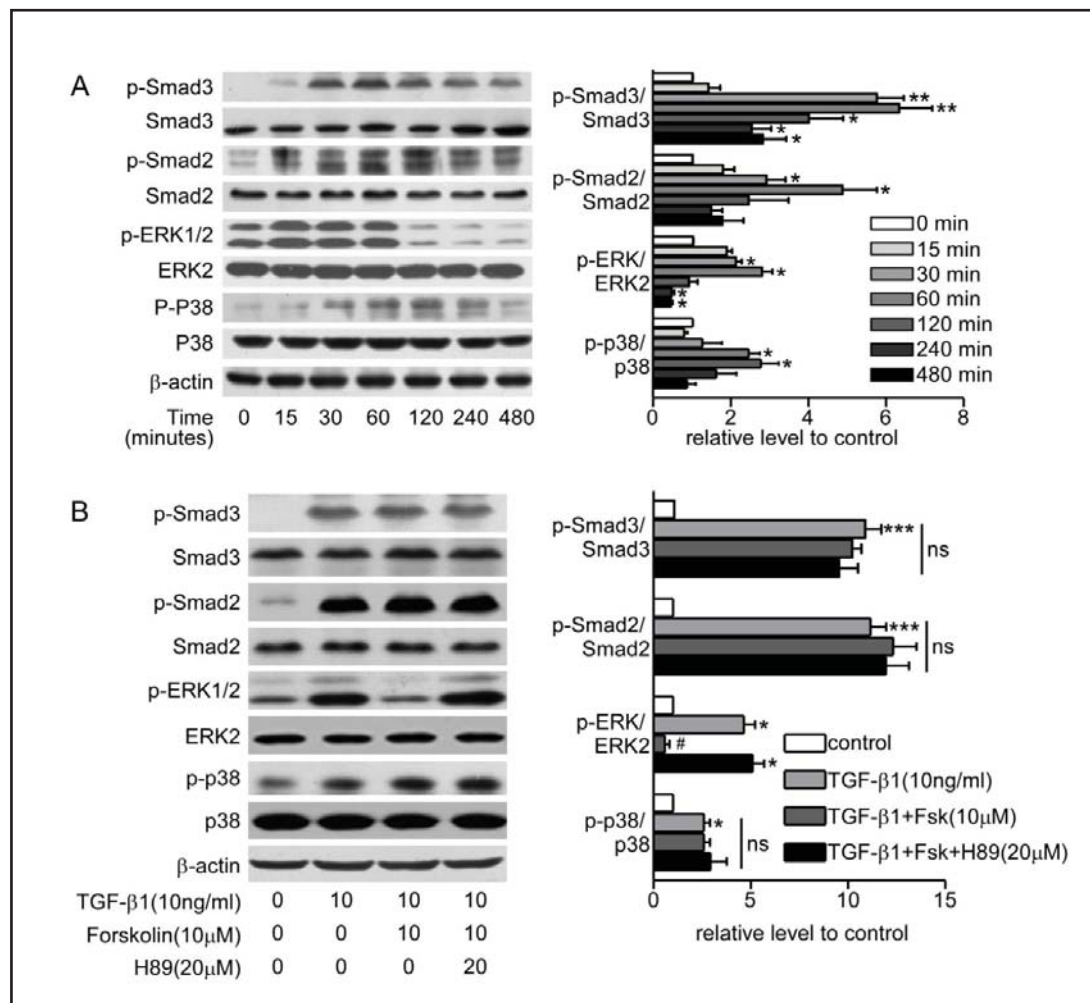 A
p-Smad3
Smad3
p-Smad2
Smad2
p-ERK1/2
ERK2
P-P38
P38
β-actin
Time 0 15 30 60 120 240 480
(minutes)
p-Smad3/
Smad3
**
**
*
*
*
p-Smad2/
Smad2
*
*
p-ERK/
ERK2
*
*
*
*
p-p38/
p38
*
*
0 min
15 min
30 min
60 min
120 min
240 min
480 min
0 2 4 6 8
relative level to control
B
p-Smad3
Smad3
p-Smad2
Smad2
p-ERK1/2
ERK2
p-p38
p38
β-actin
TGF-β1(10ng/ml) 0 10 10 10
Forskolin(10μM) 0 0 10 10
H89(20μM) 0 0 0 20
p-Smad3/
Smad3
***
ns
p-Smad2/
Smad2
***
ns
p-ERK/
ERK2
*
#
*
p-p38/
p38
*
ns
control
TGF-β1(10ng/ml)
TGF-β1+Fsk(10μM)
TGF-β1+Fsk+H89(20μM)
0 5 10 15
relative level to control